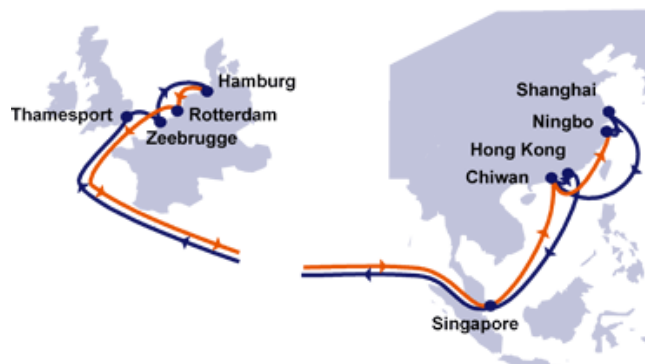 Hamburg
Thamesport
Rotterdam
Zeebrugge
Shanghai
Ningbo
Hong Kong
Chiwan
Singapore